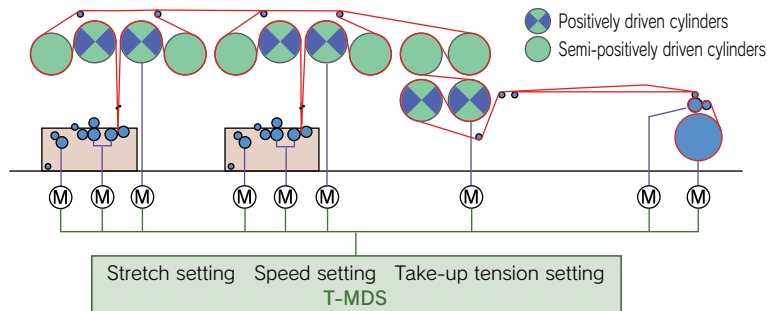 Positively driven cylinders
Semi-positively driven cylinders
M M M M M M M M M
Stretch setting Speed setting Take-up tension setting
T-MDS